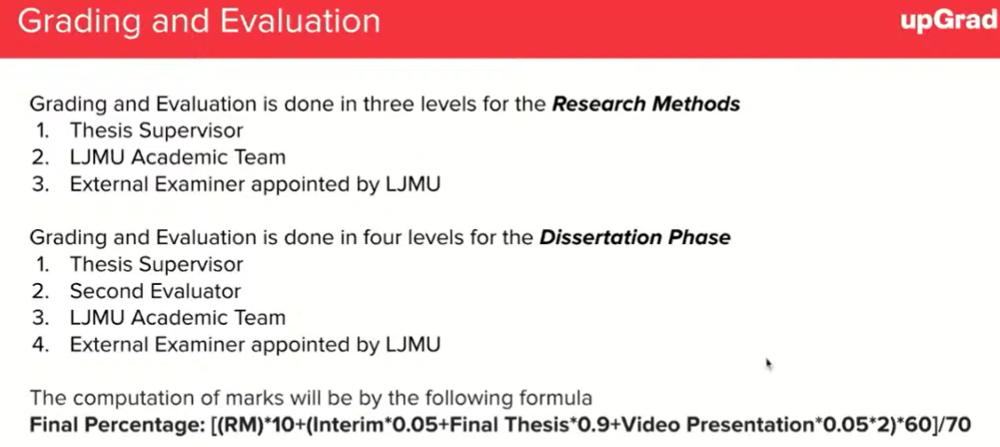 Grading and Evaluation
upGrad
Grading and Evaluation is done in three levels for the Research Methods
1. Thesis Supervisor
2. LJMU Academic Team
3. External Examiner appointed by LJMU
Grading and Evaluation is done in four levels for the Dissertation Phase
1. Thesis Supervisor
2. Second Evaluator
3. LJMU Academic Team
4. External Examiner appointed by LJMU
The computation of marks will be by the following formula
Final Percentage: [(RM)*10+(Interim*0.05+Final Thesis*0.9+Video Presentation*0.05*2)*60]/70